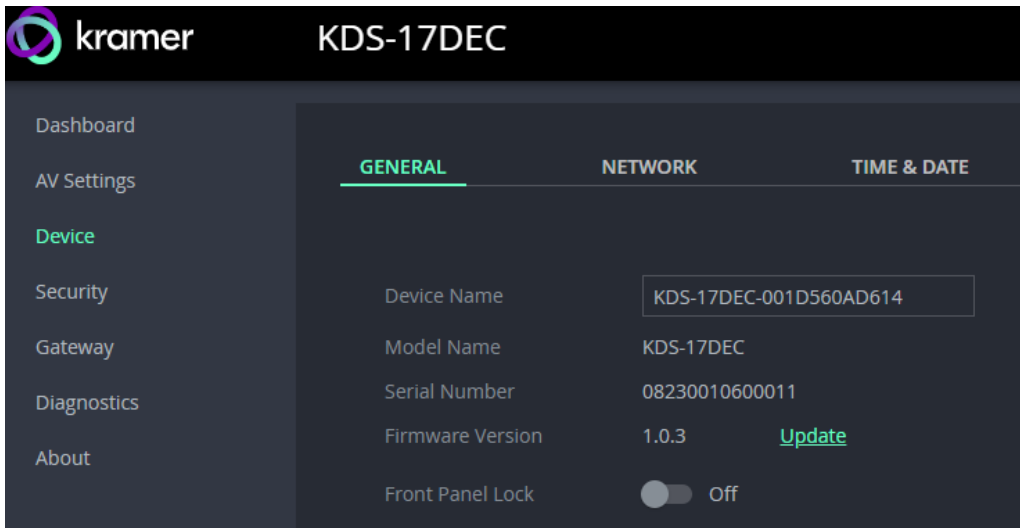 kramer KDS-17DEC
Dashboard
AV Settings
Device
Security
Gateway
Diagnostics
About
GENERAL NETWORK TIME & DATE
Device Name KDS-17DEC-001D560AD614
Model Name KDS-17DEC
Serial Number 08230010600011
Firmware Version 1.0.3 Update
Front Panel Lock Off